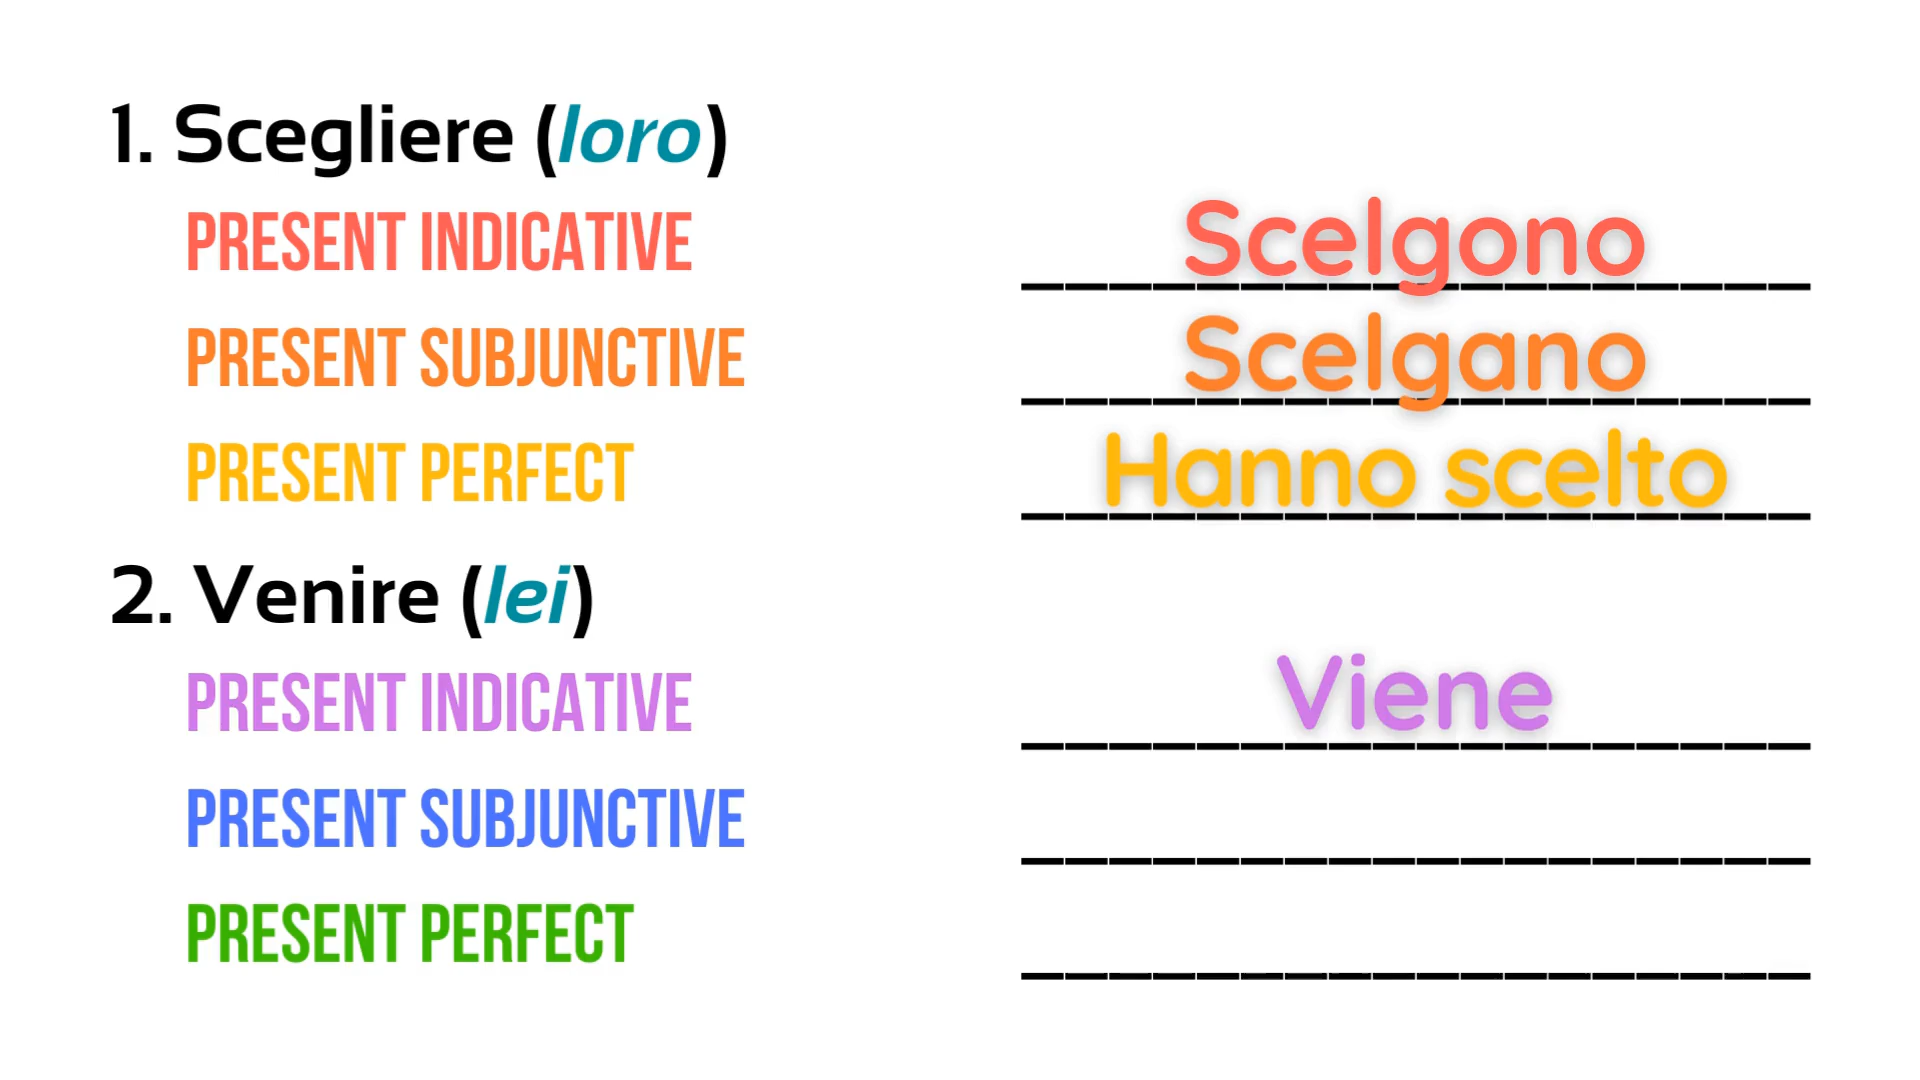 1. Scegliere (loro)
PRESENT INDICATIVE Scelgono
PRESENT SUBJUNCTIVE Scelgano
PRESENT PERFECT Hanno scelto
2. Venire (lei)
PRESENT INDICATIVE Viene
PRESENT SUBJUNCTIVE
PRESENT PERFECT